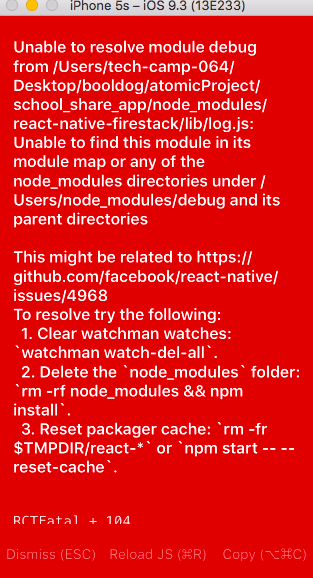 iPhone 5s – iOS 9.3 (13E233)
Unable to resolve module debug
from /Users/tech-camp-064/
Desktop/booldog/atomicProject/
school_share_app/node_modules/
react-native-firestack/lib/log.js:
Unable to find this module in its
module map or any of the
node_modules directories under /
Users/node_modules/debug and its
parent directories
This might be related to https://
github.com/facebook/react-native/
issues/4968
To resolve try the following:
1. Clear watchman watches:
`watchman watch-del-all`.
2. Delete the `node_modules` folder:
`rm -rf node_modules && npm
install`.
3. Reset packager cache: `rm -fr
$TMPDIR/react-*` or `npm start -- --
reset-cache`.
RCTFatal + 104
Dismiss (ESC) Reload JS (⌘R) Copy (⌥⌘C)